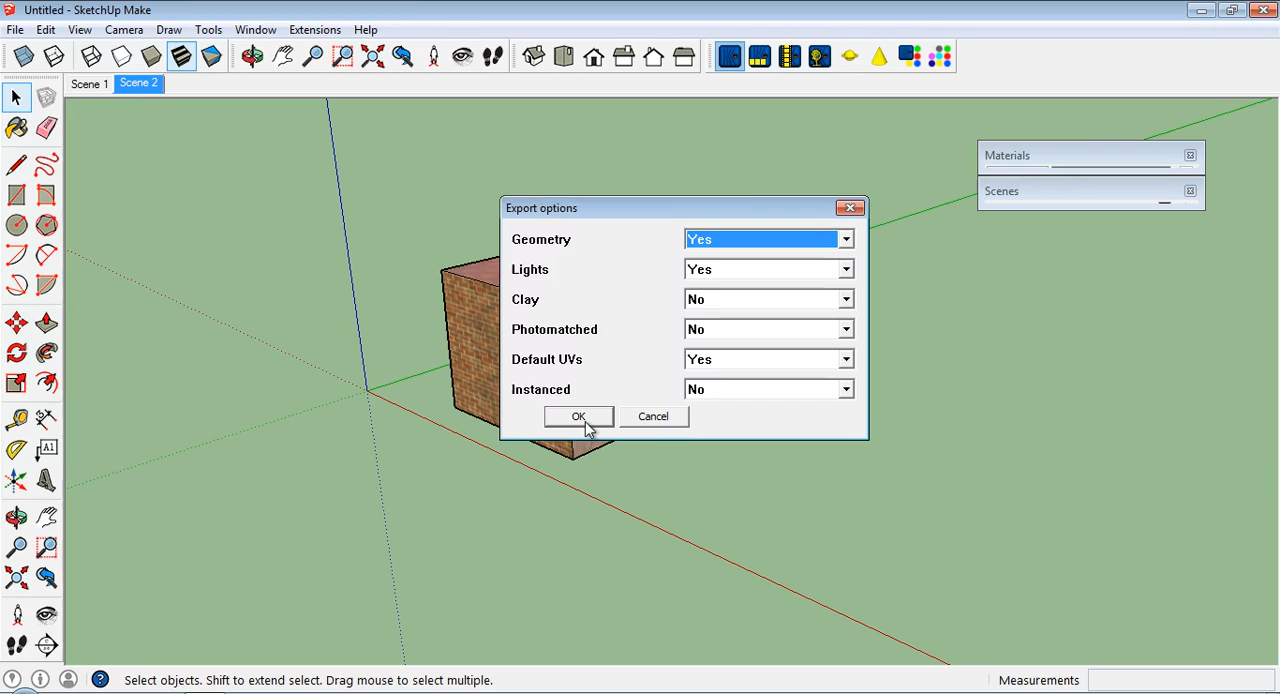 Untitled - SketchUp Make
File Edit View Camera Draw Tools Window Extensions Help
Scene 1 Scene 2
Materials
Scenes
Export options
Geometry Yes
Lights Yes
Clay No
Photomatched No
Default UVs Yes
Instanced No
OK Cancel
A1
Select objects. Shift to extend select. Drag mouse to select multiple. Measurements